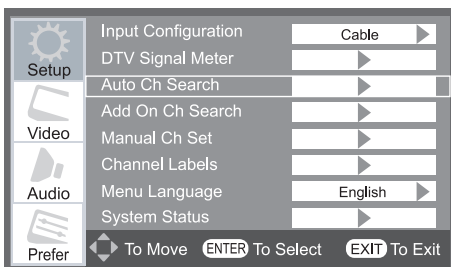 Setup
Video
Audio
Prefer
Input Configuration Cable
DTV Signal Meter
Auto Ch Search
Add On Ch Search
Manual Ch Set
Channel Labels
Menu Language English
System Status
To Move ENTER To Select EXIT To Exit